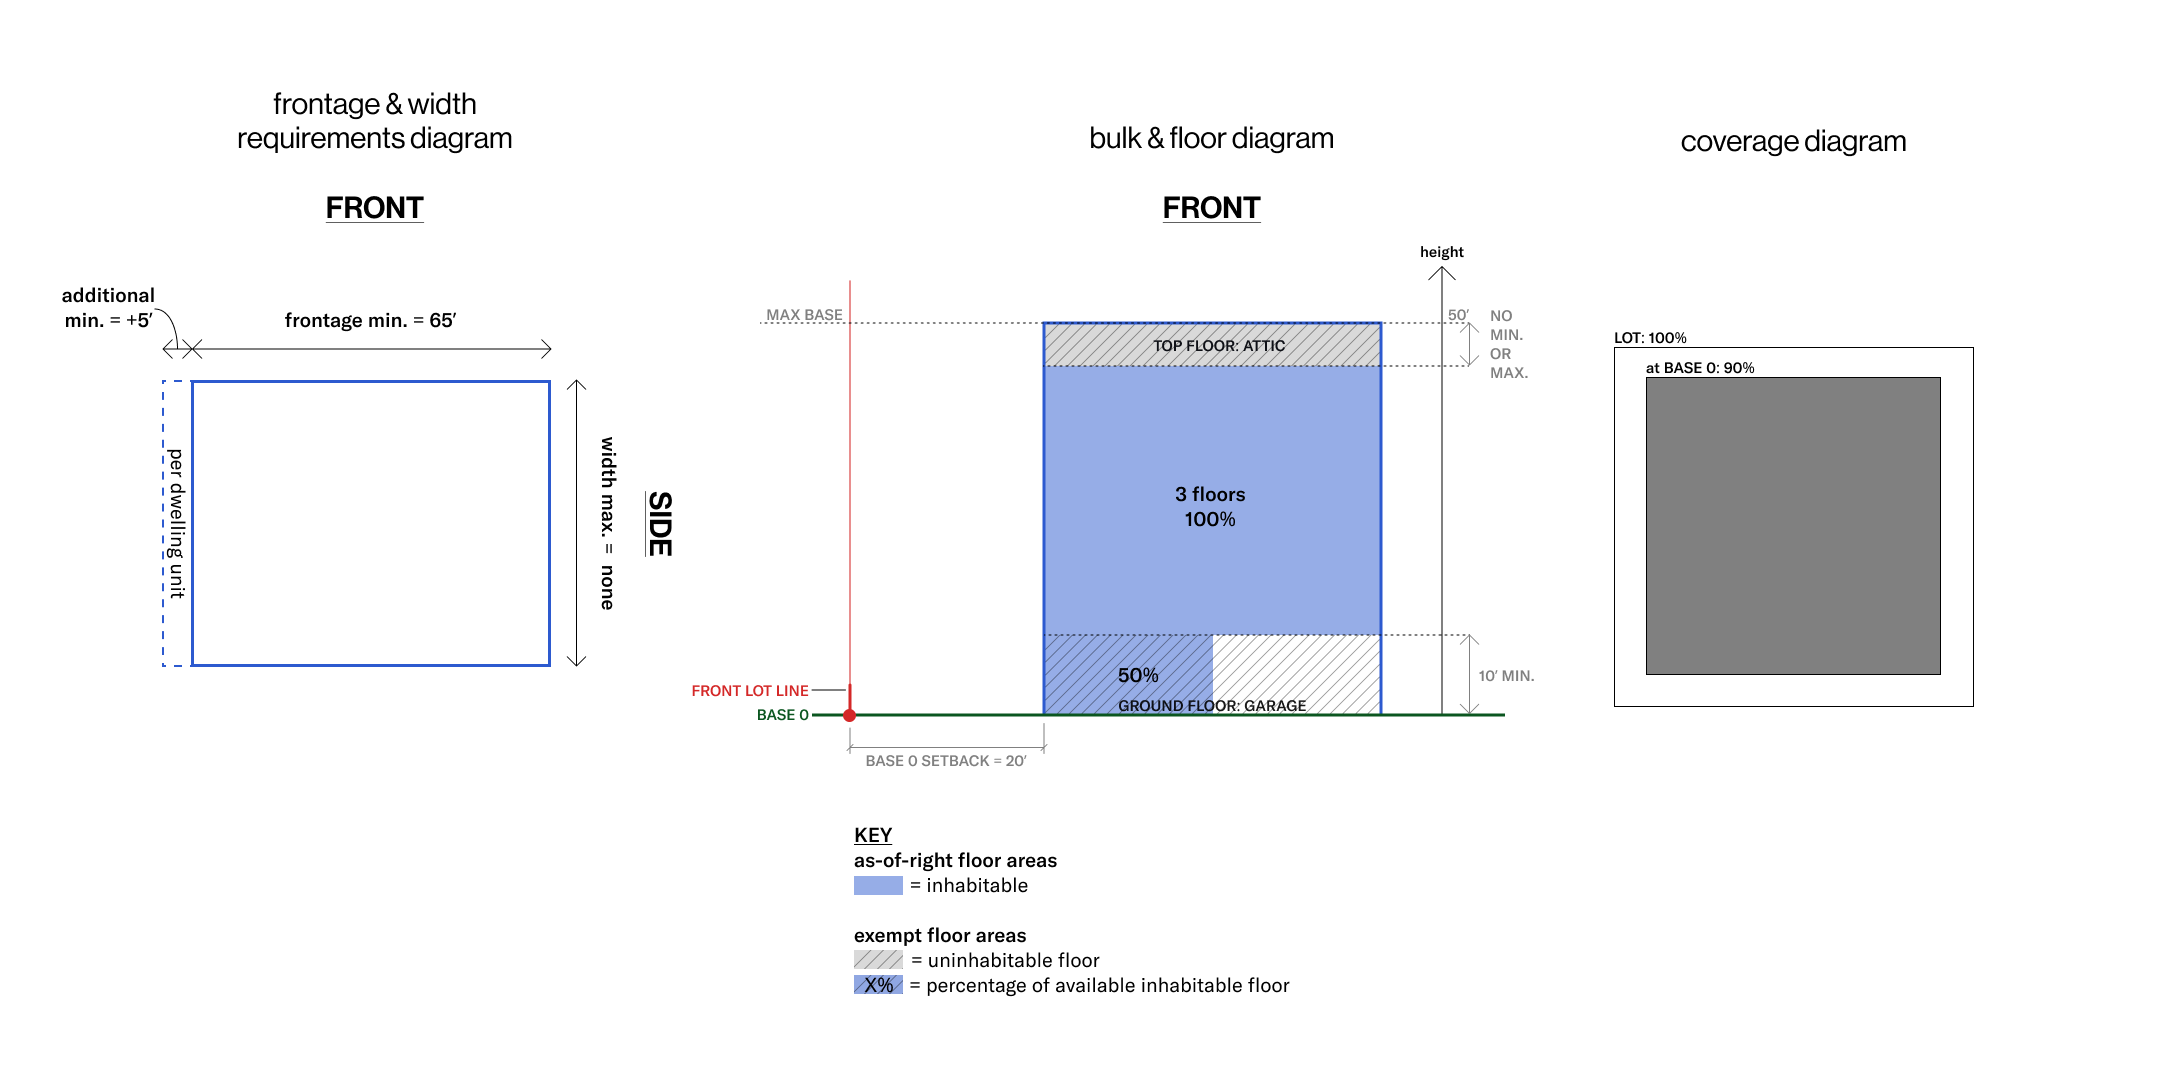 frontage & width
requirements diagram
FRONT
additional
min. = +5′
frontage min. = 65′
per dwelling unit
width max. = none
SIDE
bulk & floor diagram
FRONT
height
MAX BASE
50′
NO
MIN.
OR
MAX.
TOP FLOOR: ATTIC
3 floors
100%
50%
GROUND FLOOR: GARAGE
10′ MIN.
FRONT LOT LINE
BASE 0
BASE 0 SETBACK = 20′
KEY
as-of-right floor areas
= inhabitable
exempt floor areas
= uninhabitable floor
X% = percentage of available inhabitable floor
coverage diagram
LOT: 100%
at BASE 0: 90%